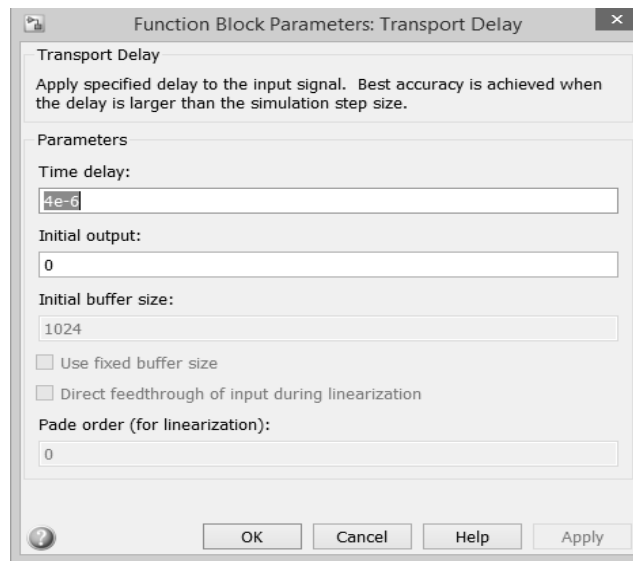 Function Block Parameters: Transport Delay
Transport Delay
Apply specified delay to the input signal.  Best accuracy is achieved when
the delay is larger than the simulation step size.
Parameters
Time delay:
4e-6
Initial output:
0
Initial buffer size:
1024
Use fixed buffer size
Direct feedthrough of input during linearization
Pade order (for linearization):
0
OK
Cancel
Help
Apply